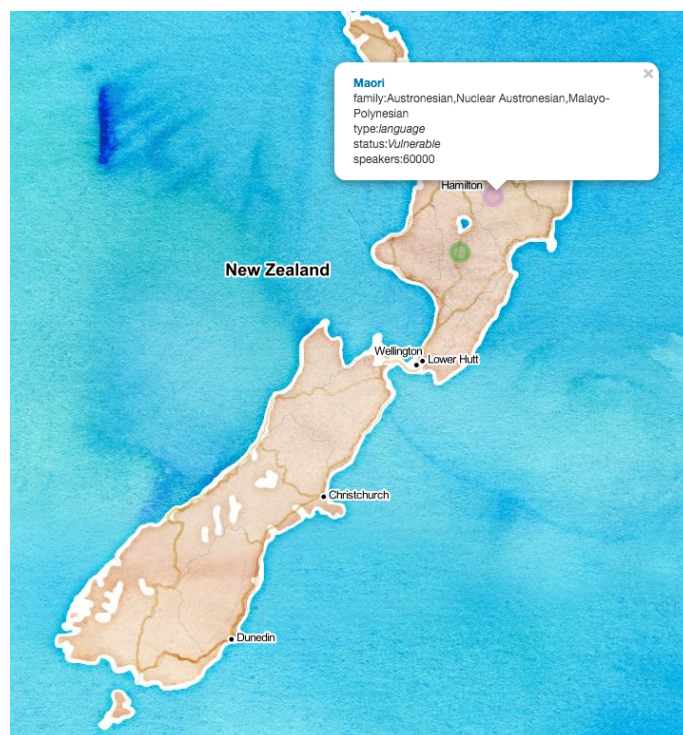 ×
Maori
family:Austronesian,Nuclear Austronesian,Malayo-
Polynesian
type:language
status:Vulnerable
speakers:60000
Hamilton
New Zealand
Wellington
Lower Hutt
Christchurch
Dunedin